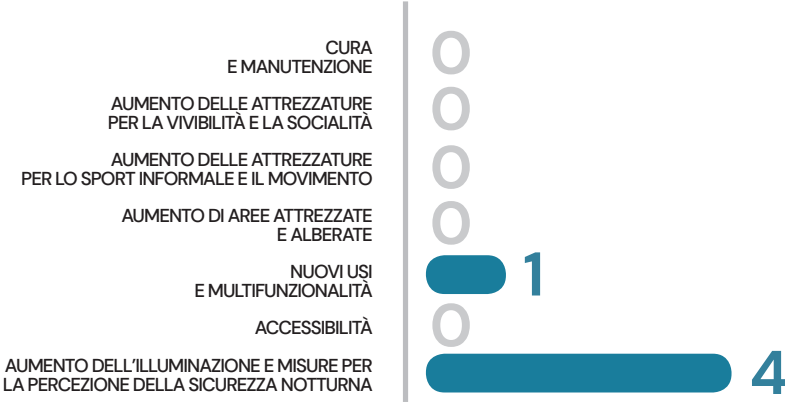 CURA
E MANUTENZIONE
0
AUMENTO DELLE ATTREZZATURE
PER LA VIVIBILITÀ E LA SOCIALITÀ
0
AUMENTO DELLE ATTREZZATURE
PER LO SPORT INFORMALE E IL MOVIMENTO
0
AUMENTO DI AREE ATTREZZATE
E ALBERATE
0
NUOVI USI
E MULTIFUNZIONALITÀ
1
ACCESSIBILITÀ
0
AUMENTO DELL'ILLUMINAZIONE E MISURE PER
LA PERCEZIONE DELLA SICUREZZA NOTTURNA
4